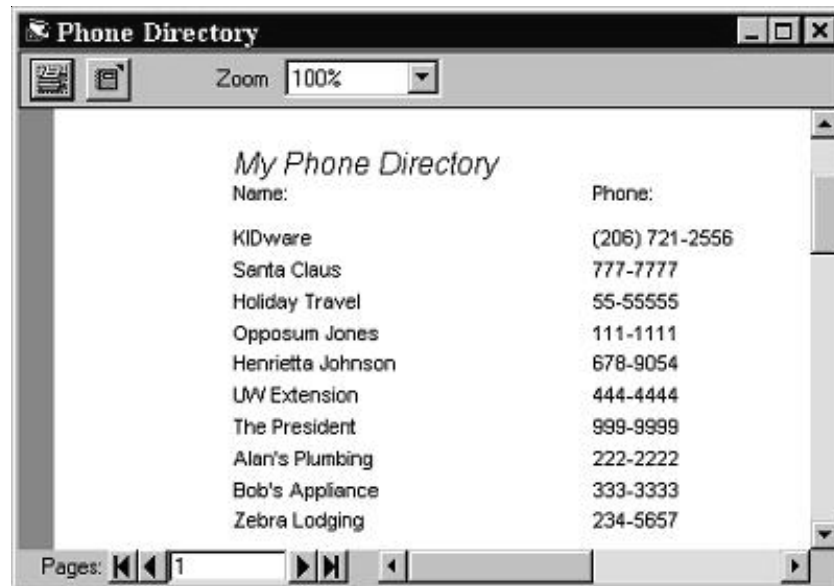 Phone Directory
Zoom 100%
My Phone Directory
Name: Phone:
KIDware (206) 721-2556
Santa Claus 777-7777
Holiday Travel 55-55555
Opposum Jones 111-1111
Henrietta Johnson 678-9054
UW Extension 444-4444
The President 999-9999
Alan's Plumbing 222-2222
Bob's Appliance 333-3333
Zebra Lodging 234-5657
Pages: 1